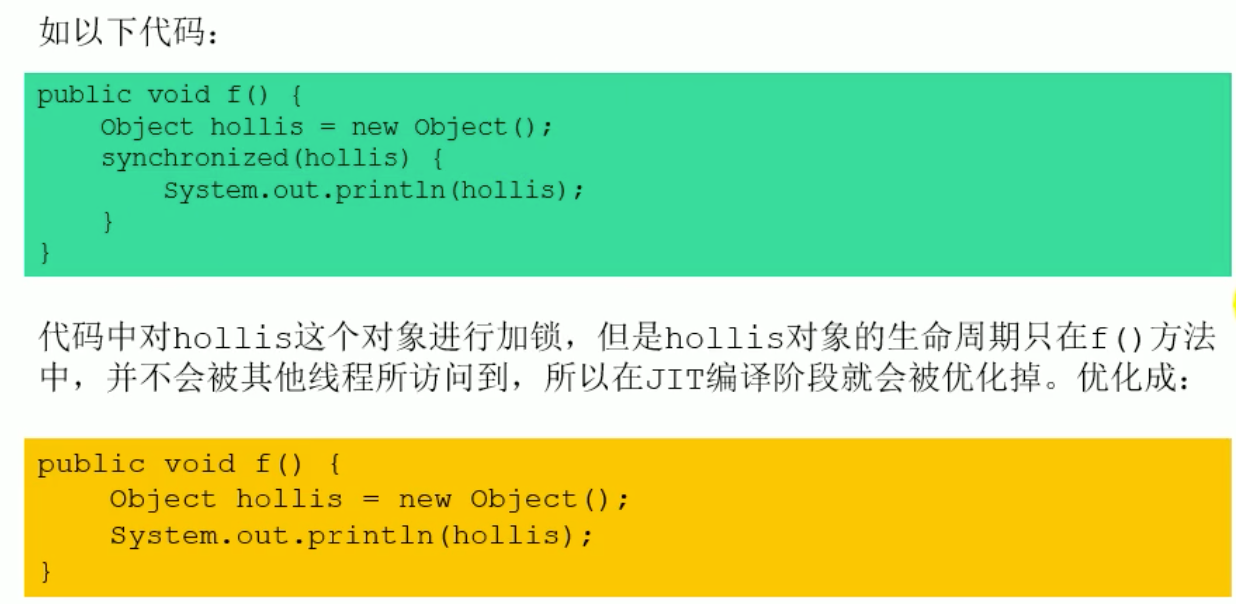 如以下代码：
public void f() {
    Object hollis = new Object();
    synchronized(hollis) {
        System.out.println(hollis);
    }
}
代码中对hollis这个对象进行加锁，但是hollis对象的生命周期只在f()方法
中，并不会被其他线程所访问到，所以在JIT编译阶段就会被优化掉。优化成：
public void f() {
    Object hollis = new Object();
    System.out.println(hollis);
}